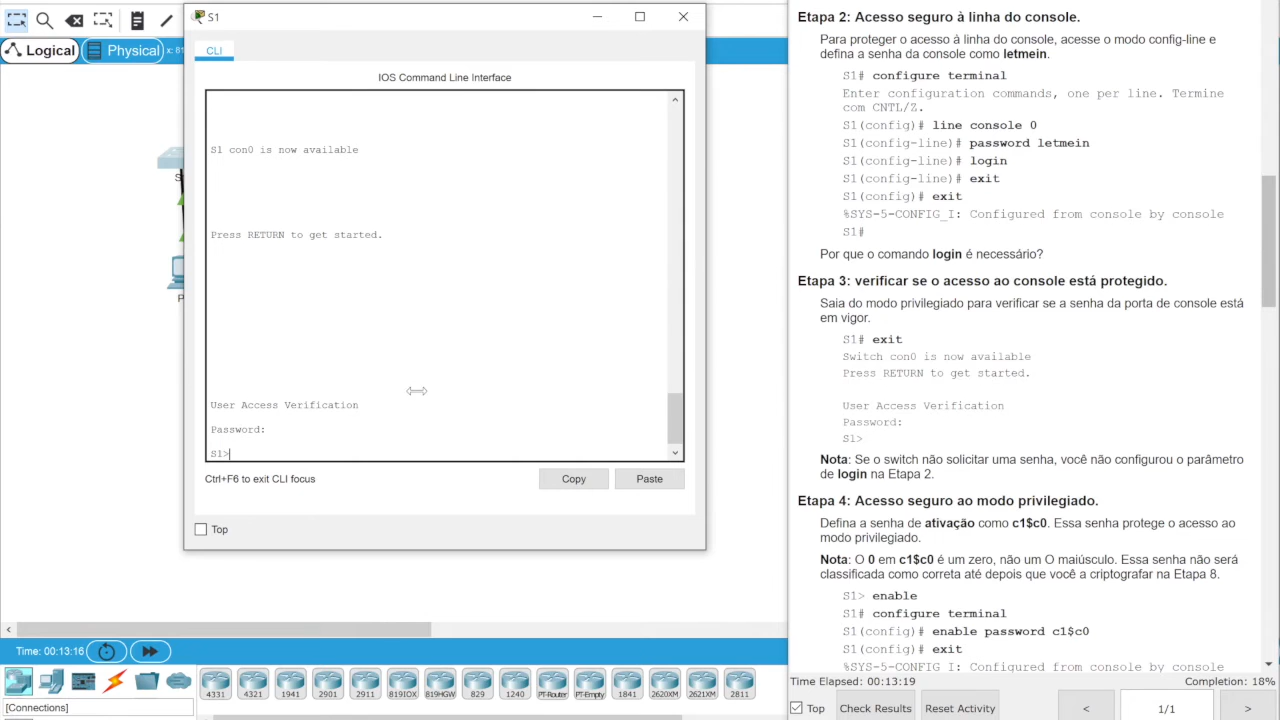 S1
Logical
Physical
x: 81
CLI
IOS Command Line Interface
S1 con0 is now available
Press RETURN to get started.
User Access Verification
Password:
S1>
Ctrl+F6 to exit CLI focus
Copy
Paste
Top
S
P
Time: 00:13:16
4331
4321
1941
2901
2911
819IOX
819HGW
829
1240
PT-Router
PT-Empty
1841
2620XM
2621XM
2811
[Connections]
Etapa 2: Acesso seguro à linha do console.
Para proteger o acesso à linha do console, acesse o modo config-line e
defina a senha da console como letmein.
S1# configure terminal
Enter configuration commands, one per line. Termine
com CNTL/Z.
S1(config)# line console 0
S1(config-line)# password letmein
S1(config-line)# login
S1(config-line)# exit
S1(config)# exit
%SYS-5-CONFIG_I: Configured from console by console
S1#
Por que o comando login é necessário?
Etapa 3: verificar se o acesso ao console está protegido.
Saia do modo privilegiado para verificar se a senha da porta de console está
em vigor.
S1# exit
Switch con0 is now available
Press RETURN to get started.
User Access Verification
Password:
S1>
Nota: Se o switch não solicitar uma senha, você não configurou o parâmetro
de login na Etapa 2.
Etapa 4: Acesso seguro ao modo privilegiado.
Defina a senha de ativação como c1$c0. Essa senha protege o acesso ao
modo privilegiado.
Nota: O 0 em c1$c0 é um zero, não um O maiúsculo. Essa senha não será
classificada como correta até depois que você a criptografar na Etapa 8.
S1> enable
S1# configure terminal
S1(config)# enable password c1$c0
S1(config)# exit
%SYS-5-CONFIG_I: Configured from console by console
Time Elapsed: 00:13:19
Completion: 18%
Top
Check Results
Reset Activity
<
1/1
>